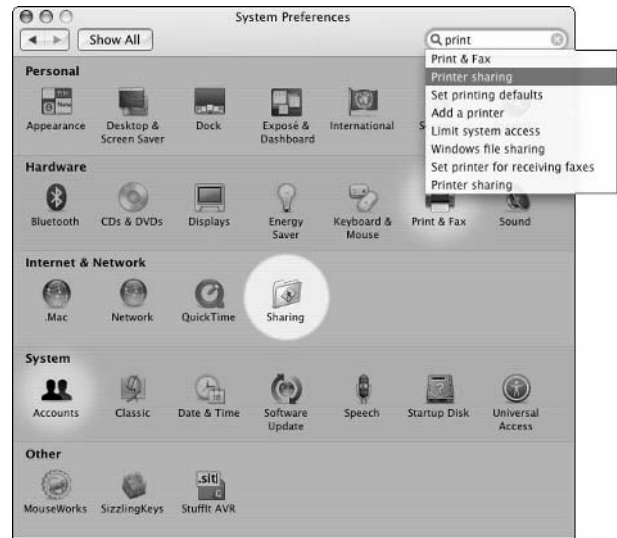 System Preferences
Show All
print
Print & Fax
Printer sharing
Set printing defaults
Add a printer
Limit system access
Windows file sharing
Set printer for receiving faxes
Printer sharing
Personal
Appearance
Desktop &
Screen Saver
Dock
Exposé &
Dashboard
International
Hardware
Bluetooth
CDs & DVDs
Displays
Energy
Saver
Keyboard &
Mouse
Print & Fax
Sound
Internet & Network
.Mac
Network
QuickTime
Sharing
System
Accounts
Classic
Date & Time
Software
Update
Speech
Startup Disk
Universal
Access
Other
.sit
MouseWorks
SizzlingKeys
StuffIt AVR